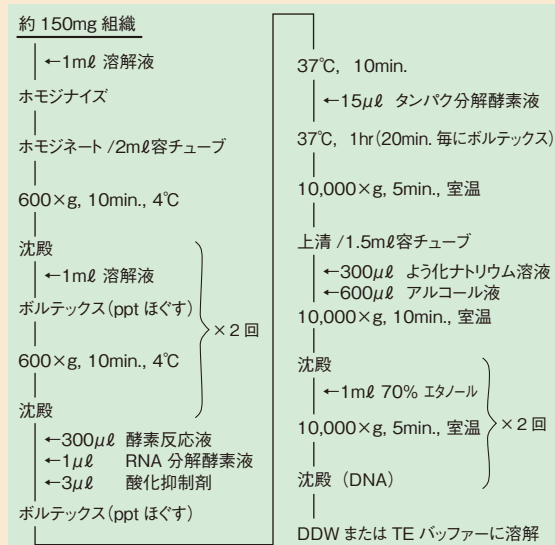 約 150mg 組織
←1mℓ 溶解液
ホモジナイズ
ホモジネート /2mℓ容チューブ
600×g, 10min., 4℃
沈殿
←1mℓ 溶解液
ボルテックス(ppt ほぐす)
×2 回
600×g, 10min., 4℃
沈殿
←300μℓ 酵素反応液
←1μℓ RNA 分解酵素液
←3μℓ 酸化抑制剤
ボルテックス(ppt ほぐす)
37℃, 10min.
←15μℓ タンパク分解酵素液
37℃, 1hr(20min. 毎にボルテックス)
10,000×g, 5min., 室温
上清 /1.5mℓ容チューブ
←300μℓ よう化ナトリウム溶液
←600μℓ アルコール液
10,000×g, 10min., 室温
沈殿
←1mℓ 70% エタノール
10,000×g, 5min., 室温
×2 回
沈殿 (DNA)
DDW または TE バッファーに溶解